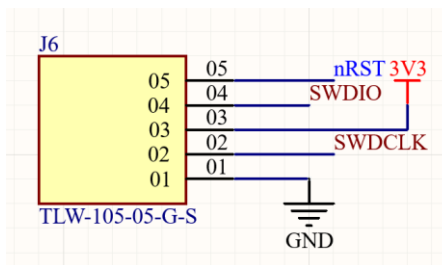 J6
05 05 nRST 3V3
04 04 SWDIO
03 03
02 02 SWDCLK
01 01
TLW-105-05-G-S
GND